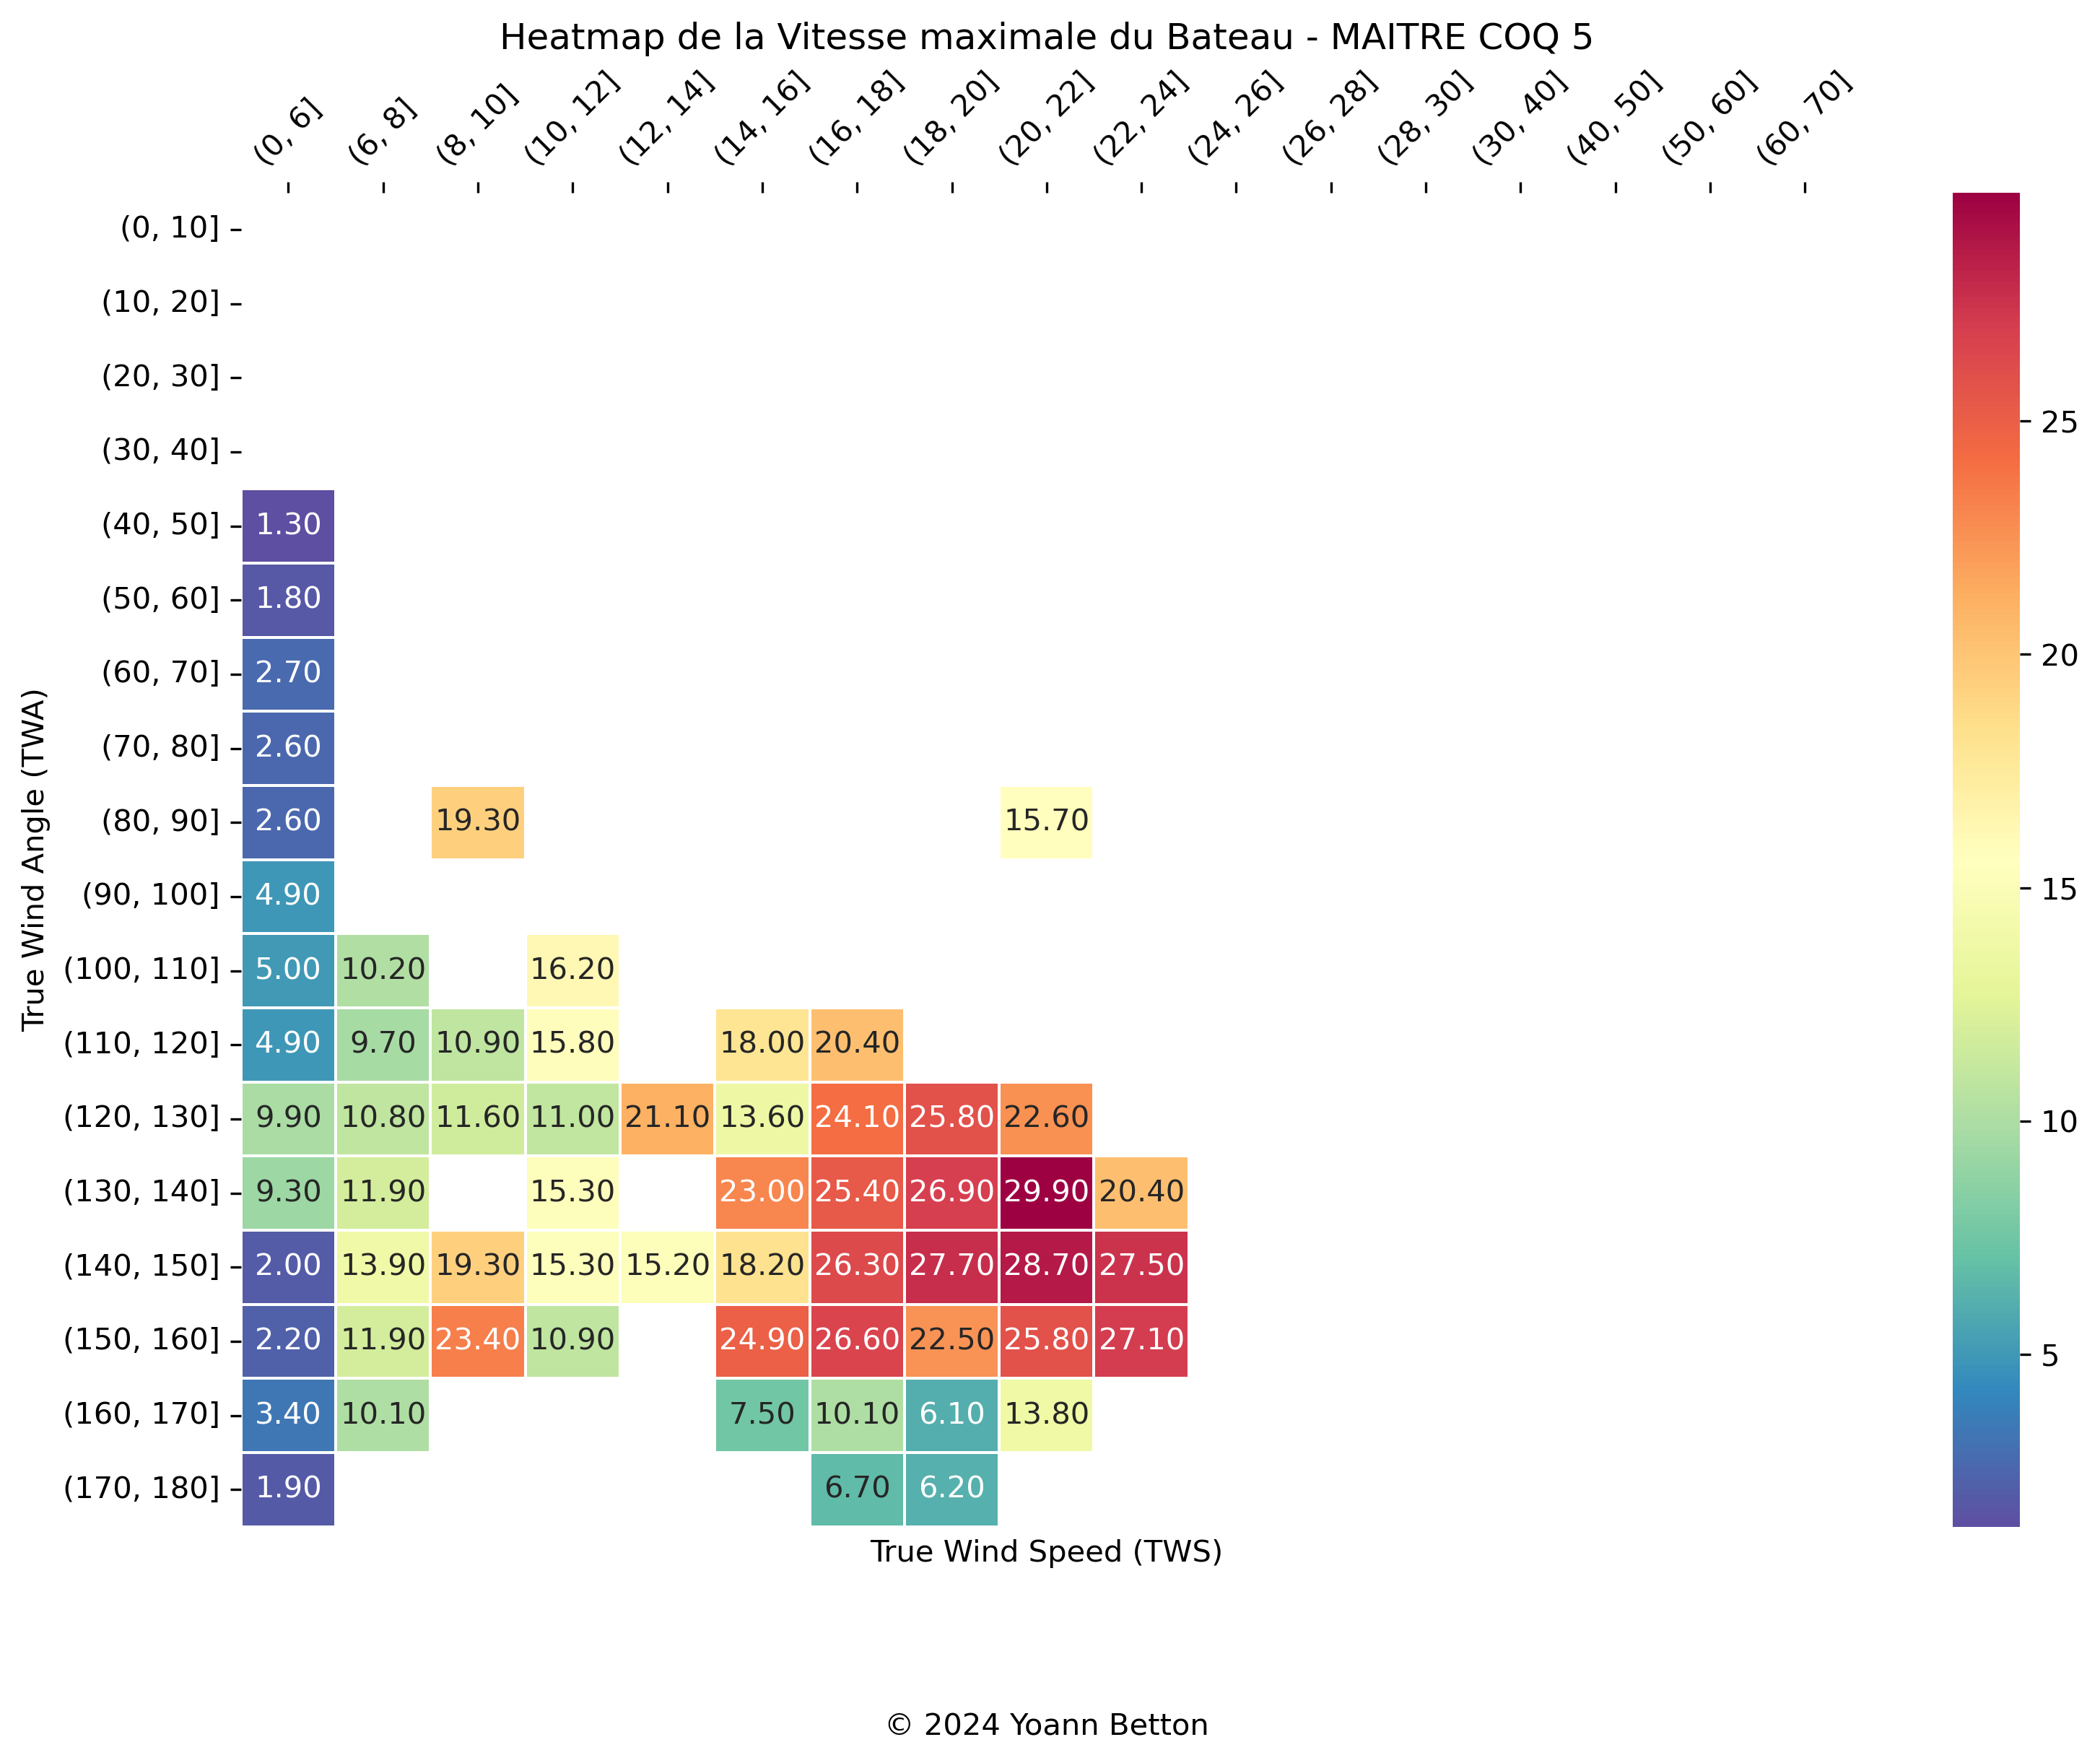 Heatmap de la Vitesse maximale du Bateau - MAITRE COQ 5
(0, 6] (6, 8] (8, 10] (10, 12] (12, 14] (14, 16] (16, 18] (18, 20] (20, 22] (22, 24] (24, 26] (26, 28] (28, 30] (30, 40] (40, 50] (50, 60] (60, 70]
True Wind Angle (TWA)
(0, 10]
(10, 20]
(20, 30]
(30, 40]
(40, 50] 1.30
(50, 60] 1.80
(60, 70] 2.70
(70, 80] 2.60
(80, 90] 2.60 19.30 15.70
(90, 100] 4.90
(100, 110] 5.00 10.20 16.20
(110, 120] 4.90 9.70 10.90 15.80 18.00 20.40
(120, 130] 9.90 10.80 11.60 11.00 21.10 13.60 24.10 25.80 22.60
(130, 140] 9.30 11.90 15.30 23.00 25.40 26.90 29.90 20.40
(140, 150] 2.00 13.90 19.30 15.30 15.20 18.20 26.30 27.70 28.70 27.50
(150, 160] 2.20 11.90 23.40 10.90 24.90 26.60 22.50 25.80 27.10
(160, 170] 3.40 10.10 7.50 10.10 6.10 13.80
(170, 180] 1.90 6.70 6.20
True Wind Speed (TWS)
25
20
15
10
5
© 2024 Yoann Betton